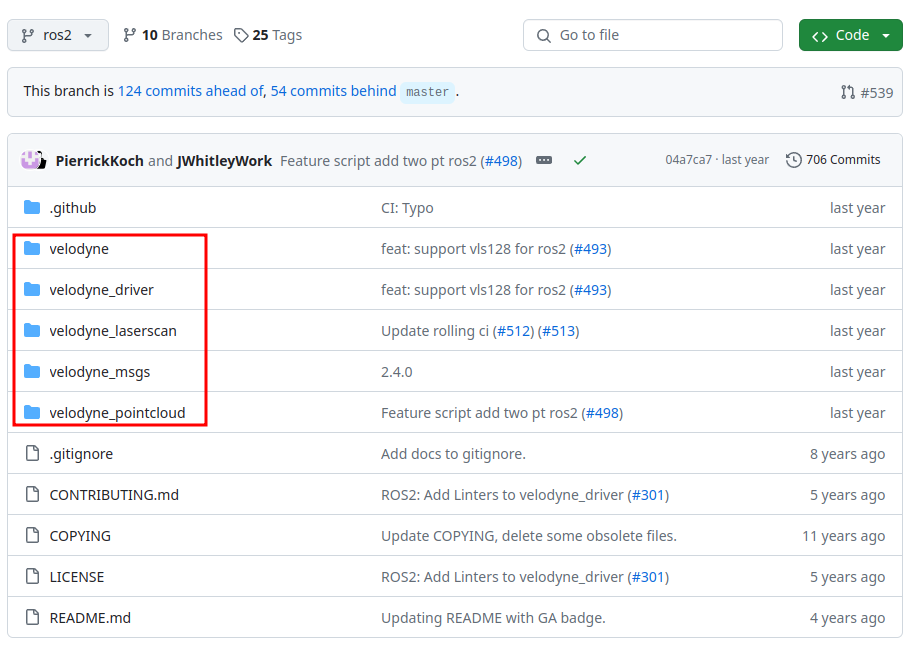 ros2 10 Branches 25 Tags Go to file Code
This branch is 124 commits ahead of, 54 commits behind master . #539
PierrickKoch and JWhitleyWork Feature script add two pt ros2 (#498) 04a7ca7 · last year 706 Commits
.github CI: Typo last year
velodyne feat: support vls128 for ros2 (#493) last year
velodyne_driver feat: support vls128 for ros2 (#493) last year
velodyne_laserscan Update rolling ci (#512) (#513) last year
velodyne_msgs 2.4.0 last year
velodyne_pointcloud Feature script add two pt ros2 (#498) last year
.gitignore Add docs to gitignore. 8 years ago
CONTRIBUTING.md ROS2: Add Linters to velodyne_driver (#301) 5 years ago
COPYING Update COPYING, delete some obsolete files. 11 years ago
LICENSE ROS2: Add Linters to velodyne_driver (#301) 5 years ago
README.md Updating README with GA badge. 4 years ago